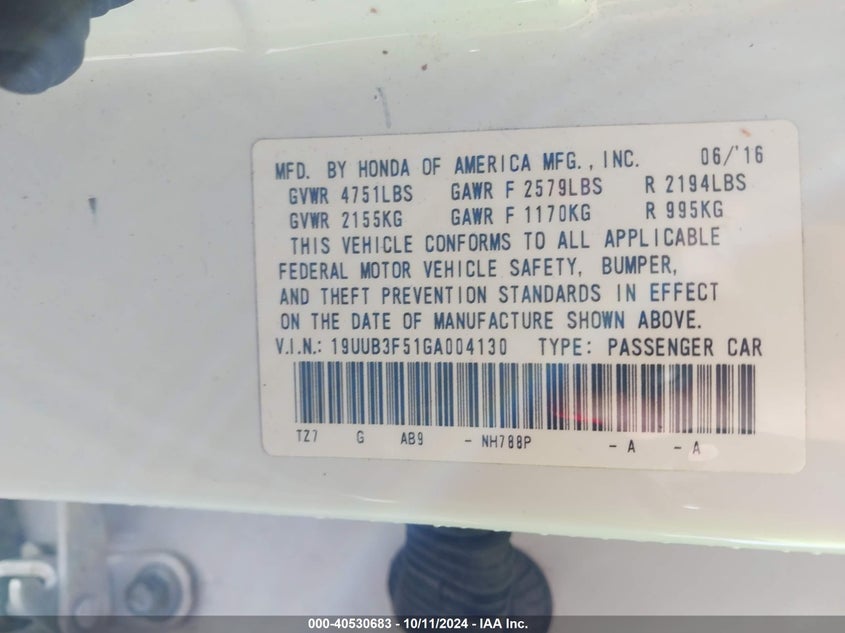 MFD. BY HONDA OF AMERICA MFG., INC. 06/'16
GVWR 4751LBS GAWR F 2579LBS R 2194LBS
GVWR 2155KG GAWR F 1170KG R 995KG
THIS VEHICLE CONFORMS TO ALL APPLICABLE
FEDERAL MOTOR VEHICLE SAFETY, BUMPER,
AND THEFT PREVENTION STANDARDS IN EFFECT
ON THE DATE OF MANUFACTURE SHOWN ABOVE.
V.I.N.: 19UUB3F51GA004130 TYPE: PASSENGER CAR
TZ7 G AB9 - NH788P - A - A
000-40530683 - 10/11/2024 - IAA Inc.